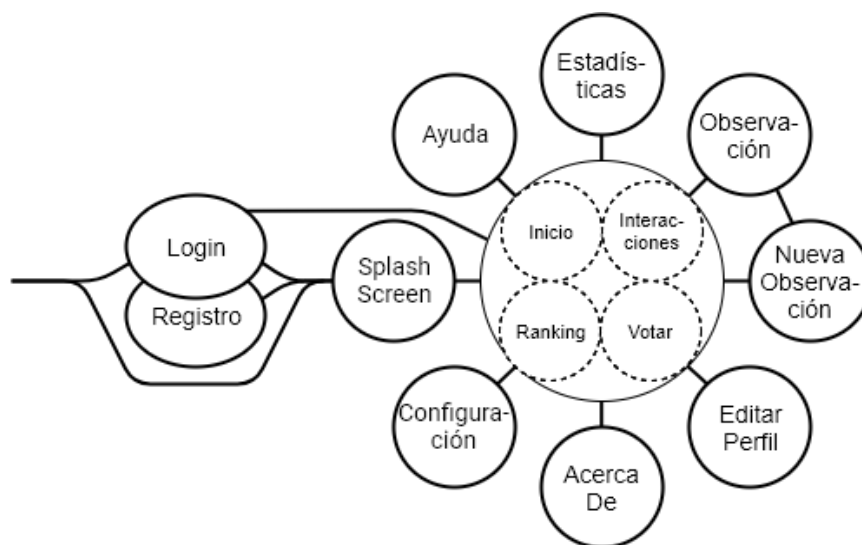 Estadís-
ticas
Ayuda
Observa-
ción
Login
Inicio
Interac-
ciones
Splash
Screen
Nueva
Observa-
ción
Registro
Ranking
Votar
Configura-
ción
Editar
Perfil
Acerca
De